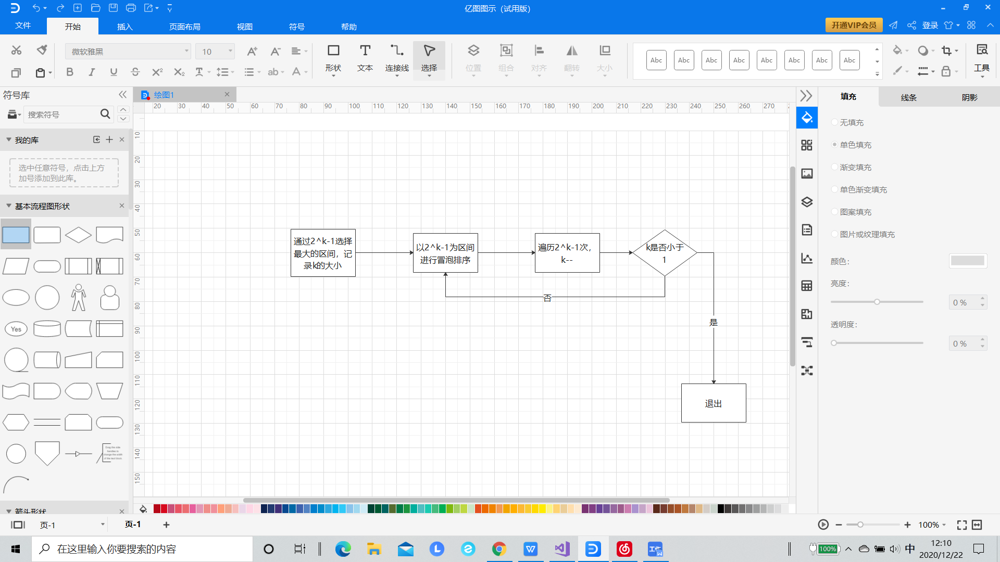 亿图图示（试用版）
文件
开始
插入
页面布局
视图
符号
帮助
开通VIP会员
登录
微软雅黑
10
形状
文本
连接线
选择
位置
组合
对齐
翻转
大小
Abc
Abc
Abc
Abc
Abc
Abc
Abc
Abc
工具
符号库
搜索符号
我的库
选中任意符号，点击上方
加号添加到此库。
基本流程图形状
Yes
Drag the side
handles to
change the width
of the text block.
箭头形状
绘图1
20 30 40 50 60 70 80 90 100 110 120 130 140 150 160 170 180 190 200 210 220 230 240 250 260 270
10
20
30
40
50
60
70
80
90
100
110
120
130
140
150
通过2^k-1选择
最大的区间，记
录k的大小
以2^k-1为区间
进行冒泡排序
遍历2^k-1次，
k--
k是否小于
1
否
是
退出
填充
线条
阴影
无填充
单色填充
渐变填充
单色渐变填充
图案填充
图片或纹理填充
颜色：
亮度：
0 %
透明度：
0 %
页-1
页-1
100%
在这里输入你要搜索的内容
100%
中
12:10
2020/12/22